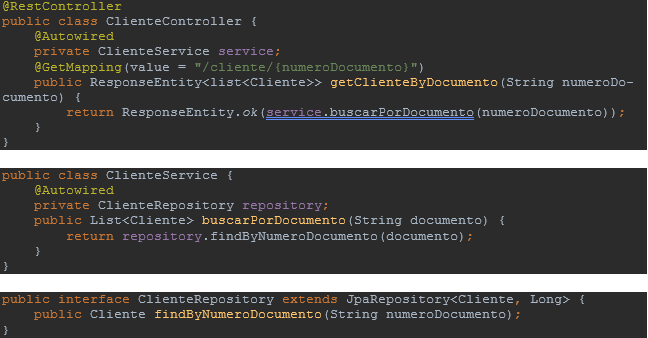 @RestController
public class ClienteController {
    @Autowired
    private ClienteService service;
    @GetMapping(value = "/cliente/{numeroDocumento}")
    public ResponseEntity<list<Cliente>> getClienteByDocumento(String numeroDo-
cumento) {
        return ResponseEntity.ok(service.buscarPorDocumento(numeroDocumento));
    }
}
public class ClienteService {
    @Autowired
    private ClienteRepository repository;
    public List<Cliente> buscarPorDocumento(String documento) {
        return repository.findByNumeroDocumento(documento);
    }
}
public interface ClienteRepository extends JpaRepository<Cliente, Long> {
    public Cliente findByNumeroDocumento(String numeroDocumento);
}